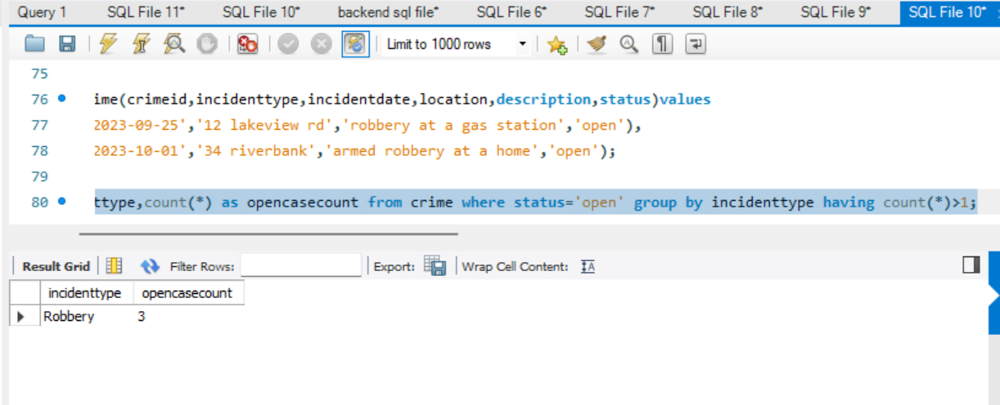 Query 1 SQL File 11* SQL File 10* backend sql file* SQL File 6* SQL File 7* SQL File 8* SQL File 9* SQL File 10*
Limit to 1000 rows
75
76 ime(crimeid,incidenttype,incidentdate,location,description,status)values
77 2023-09-25','12 lakeview rd','robbery at a gas station','open'),
78 2023-10-01','34 riverbank','armed robbery at a home','open');
79
80 ttype,count(*) as opencasecount from crime where status='open' group by incidenttype having count(*)>1;
Result Grid Filter Rows: Export: Wrap Cell Content: IA
incidenttype opencasecount
Robbery 3